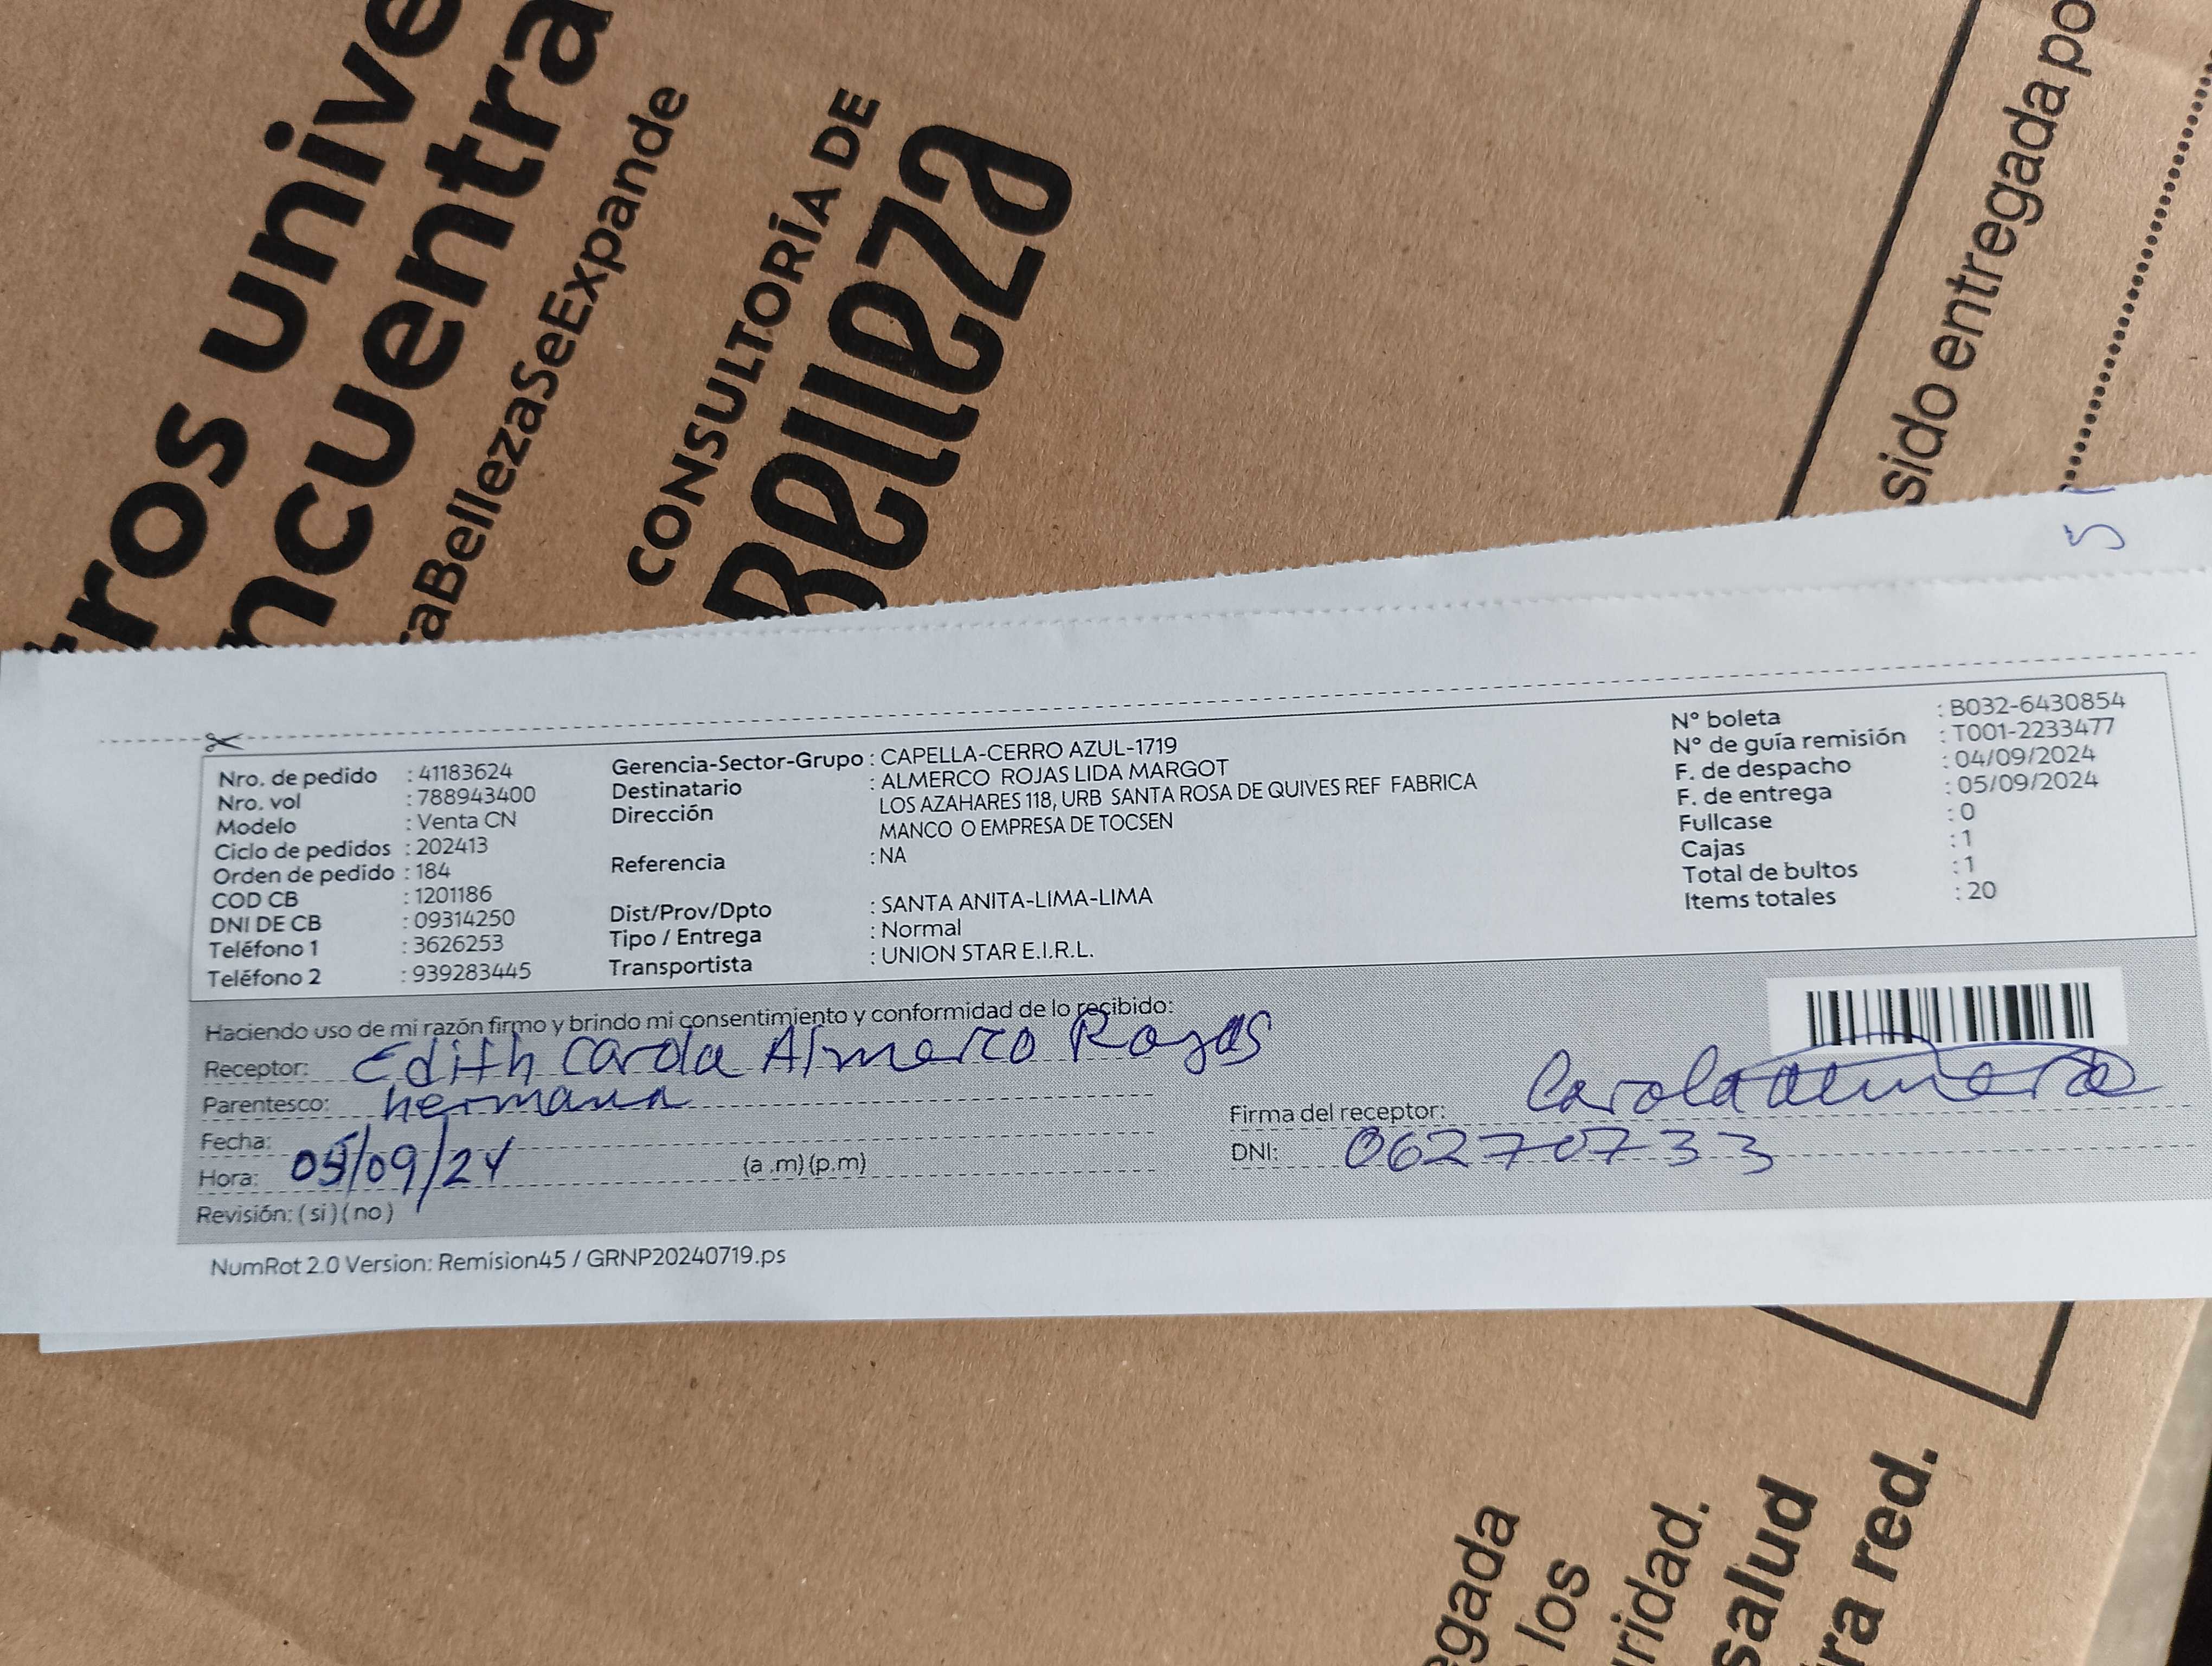 tros unive
ncuentra
raBellezaSeExpande
CONSULTORÍA DE
Belleza
sido entregada po
5
Nro. de pedido : 41183624
Nro. vol : 788943400
Modelo : Venta CN
Ciclo de pedidos : 202413
Orden de pedido : 184
COD CB : 1201186
DNI DE CB : 09314250
Teléfono 1 : 3626253
Teléfono 2 : 939283445
Gerencia-Sector-Grupo : CAPELLA-CERRO AZUL-1719
Destinatario : ALMERCO ROJAS LIDA MARGOT
Dirección LOS AZAHARES 118, URB SANTA ROSA DE QUIVES REF FABRICA
MANCO O EMPRESA DE TOCSEN
Referencia : NA
Dist/Prov/Dpto : SANTA ANITA-LIMA-LIMA
Tipo / Entrega : Normal
Transportista : UNION STAR E.I.R.L.
N° boleta : B032-6430854
N° de guía remisión : T001-2233477
F. de despacho : 04/09/2024
F. de entrega : 05/09/2024
Fullcase : 0
Cajas : 1
Total de bultos : 1
Items totales : 20
Haciendo uso de mi razón firmo y brindo mi consentimiento y conformidad de lo recibido:
Receptor: Edith Carola Almerco Rojas
Parentesco: hermana
Fecha:
Hora: 05/09/24 (a .m) (p.m)
Revisión: ( si ) ( no )
Firma del receptor: Carola Almerco
DNI: 06270733
NumRot 2.0 Version: Remision45 / GRNP20240719.ps
egada
los
uridad.
salud
tra red.